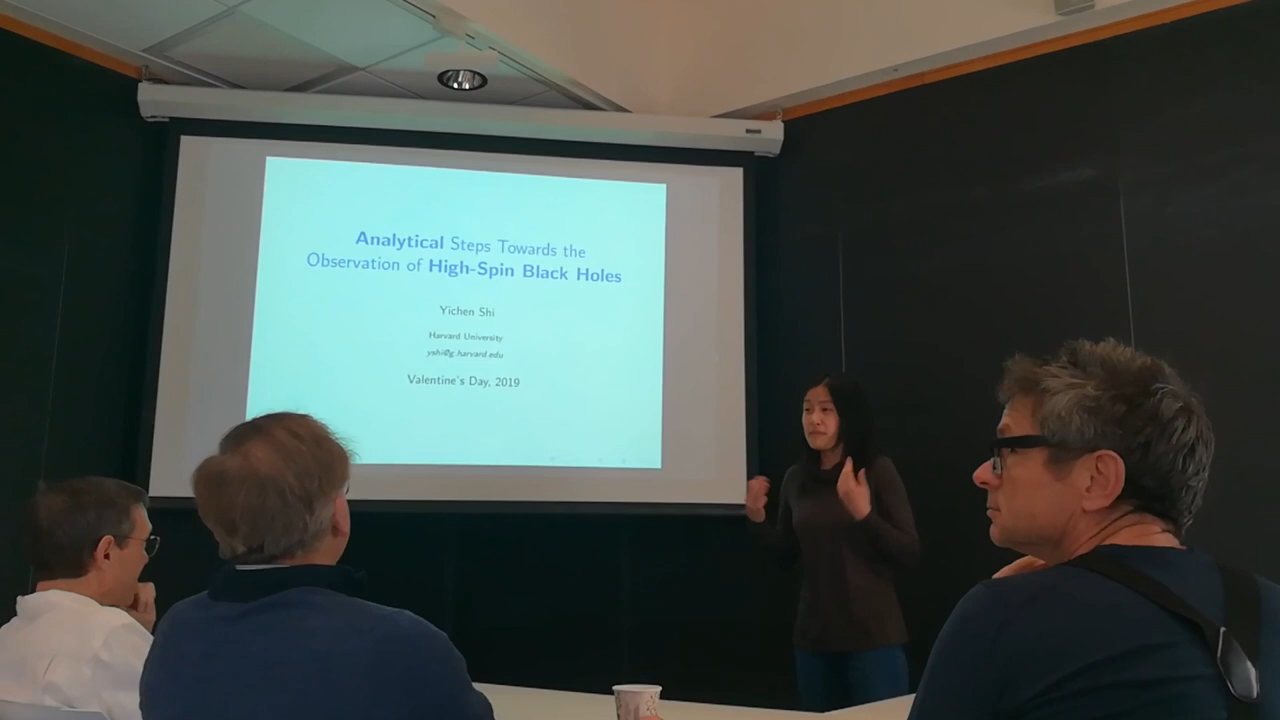 Analytical Steps Towards the
Observation of High-Spin Black Holes
Yichen Shi
Harvard University
yshi@g.harvard.edu
Valentine's Day, 2019